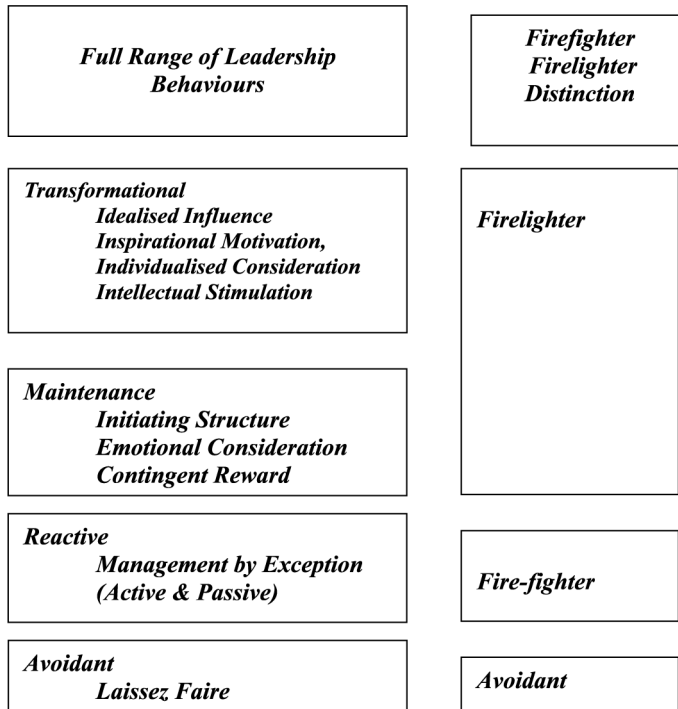 Full Range of Leadership
Behaviours
Firefighter
Firelighter
Distinction
Transformational
Idealised Influence
Inspirational Motivation,
Individualised Consideration
Intellectual Stimulation
Firelighter
Maintenance
Initiating Structure
Emotional Consideration
Contingent Reward
Reactive
Management by Exception
(Active & Passive)
Fire-fighter
Avoidant
Laissez Faire
Avoidant